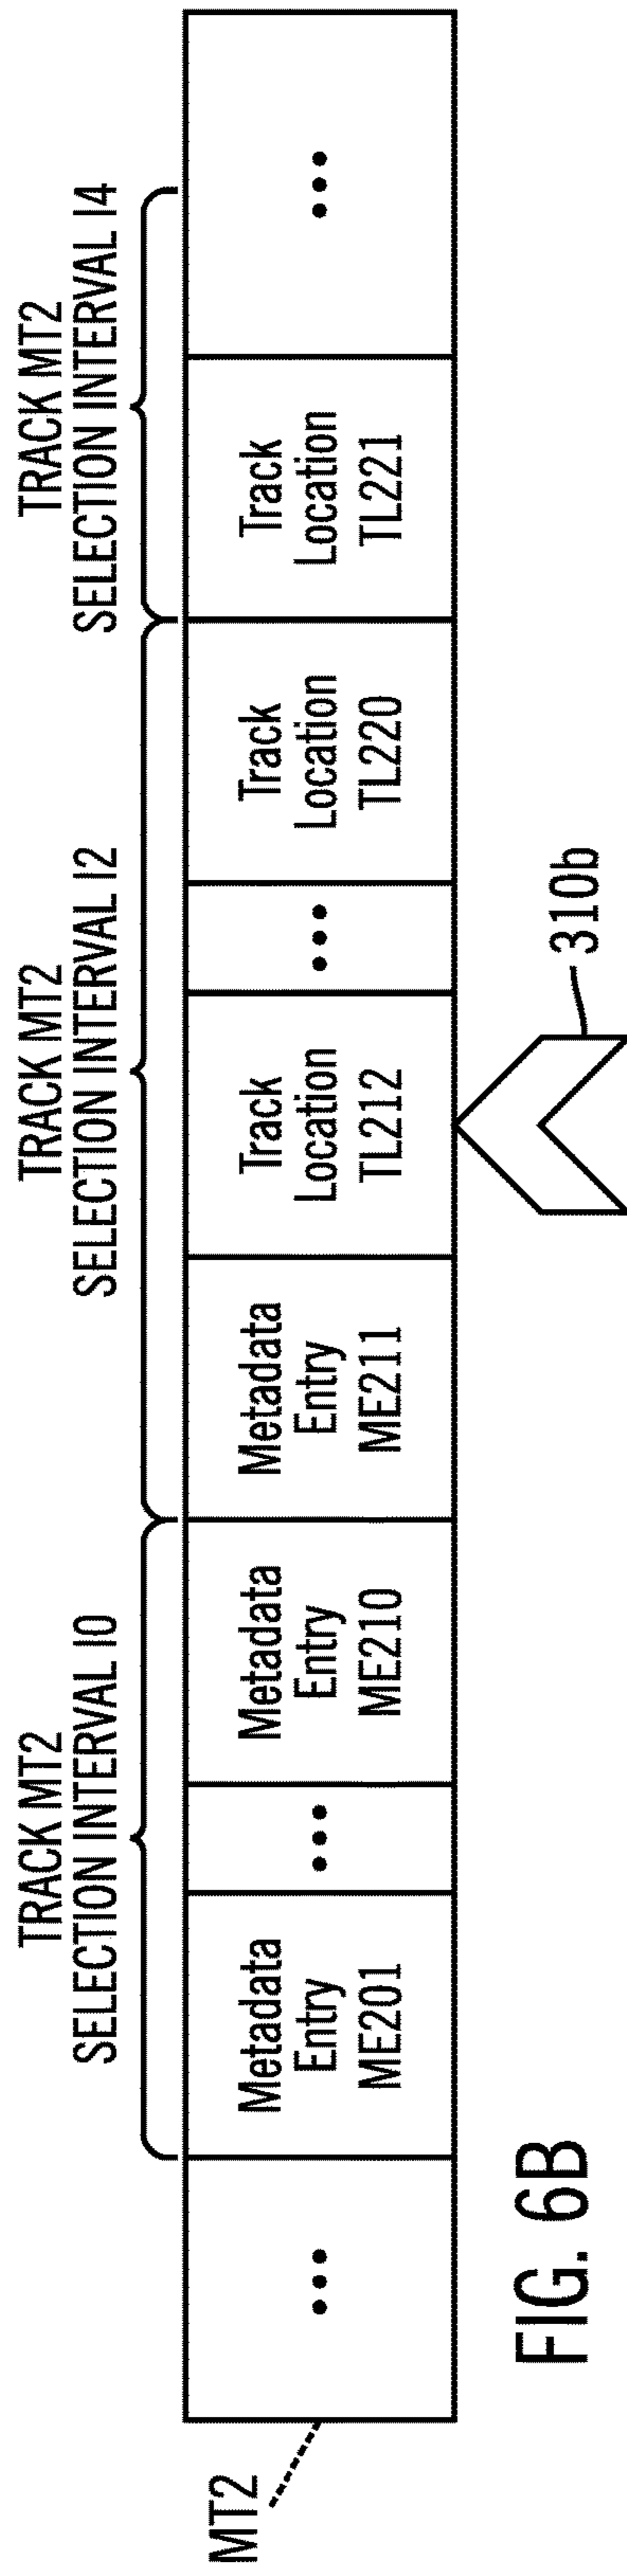 TRACK MT2
SELECTION INTERVAL I0
TRACK MT2
SELECTION INTERVAL I2
TRACK MT2
SELECTION INTERVAL I4
MT2
...
Metadata
Entry
ME201
...
Metadata
Entry
ME210
Metadata
Entry
ME211
Track
Location
TL212
...
Track
Location
TL220
Track
Location
TL221
...
310b
FIG. 6B